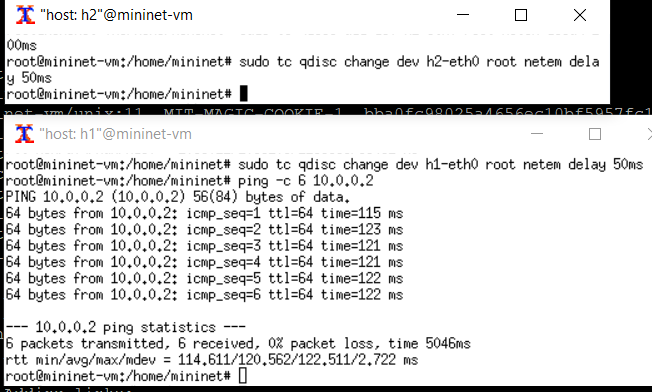 "host: h2"@mininet-vm
00ms
root@mininet-vm:/home/mininet# sudo tc qdisc change dev h2-eth0 root netem dela
y 50ms
root@mininet-vm:/home/mininet#
net-vm/unix:11 MIT-MAGIC-COOKIE-1
"host: h1"@mininet-vm
root@mininet-vm:/home/mininet# sudo tc qdisc change dev h1-eth0 root netem delay 50ms
root@mininet-vm:/home/mininet# ping -c 6 10.0.0.2
PING 10.0.0.2 (10.0.0.2) 56(84) bytes of data.
64 bytes from 10.0.0.2: icmp_seq=1 ttl=64 time=115 ms
64 bytes from 10.0.0.2: icmp_seq=2 ttl=64 time=123 ms
64 bytes from 10.0.0.2: icmp_seq=3 ttl=64 time=121 ms
64 bytes from 10.0.0.2: icmp_seq=4 ttl=64 time=121 ms
64 bytes from 10.0.0.2: icmp_seq=5 ttl=64 time=122 ms
64 bytes from 10.0.0.2: icmp_seq=6 ttl=64 time=122 ms
--- 10.0.0.2 ping statistics ---
6 packets transmitted, 6 received, 0% packet loss, time 5046ms
rtt min/avg/max/mdev = 114.611/120.562/122.511/2.722 ms
root@mininet-vm:/home/mininet#